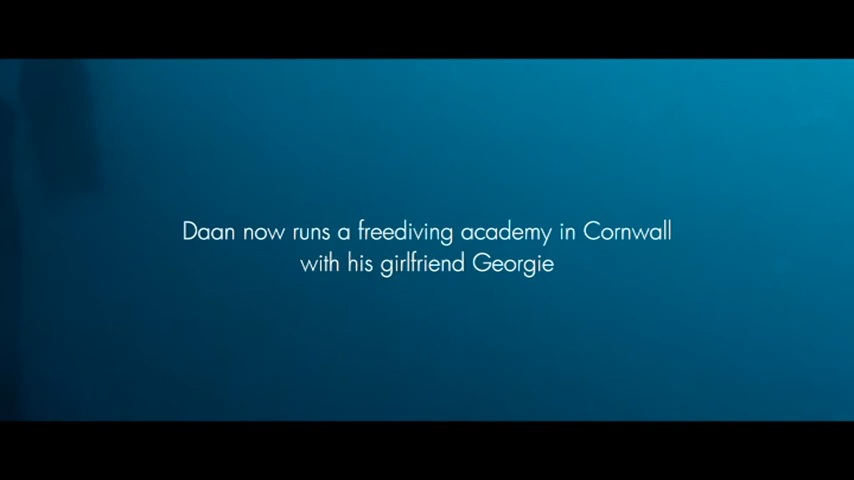 Daan now runs a freediving academy in Cornwall
with his girlfriend Georgie